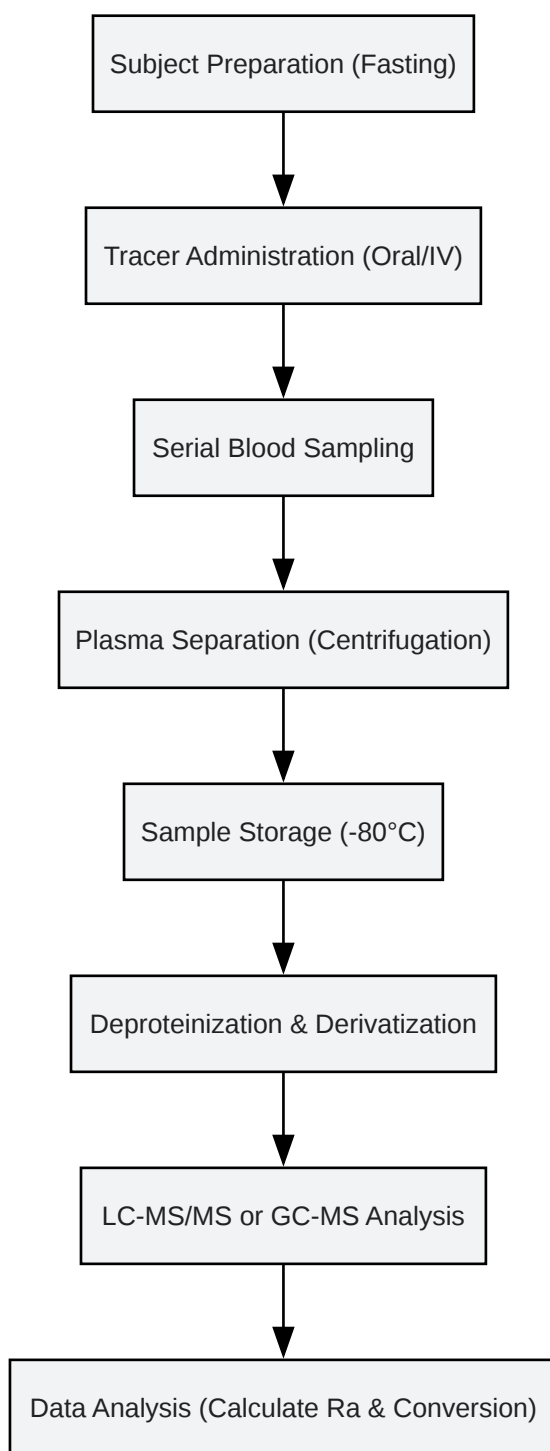 Subject Preparation (Fasting)
Tracer Administration (Oral/IV)
Serial Blood Sampling
Plasma Separation (Centrifugation)
Sample Storage (-80°C)
Deproteinization & Derivatization
LC-MS/MS or GC-MS Analysis
Data Analysis (Calculate Ra & Conversion)